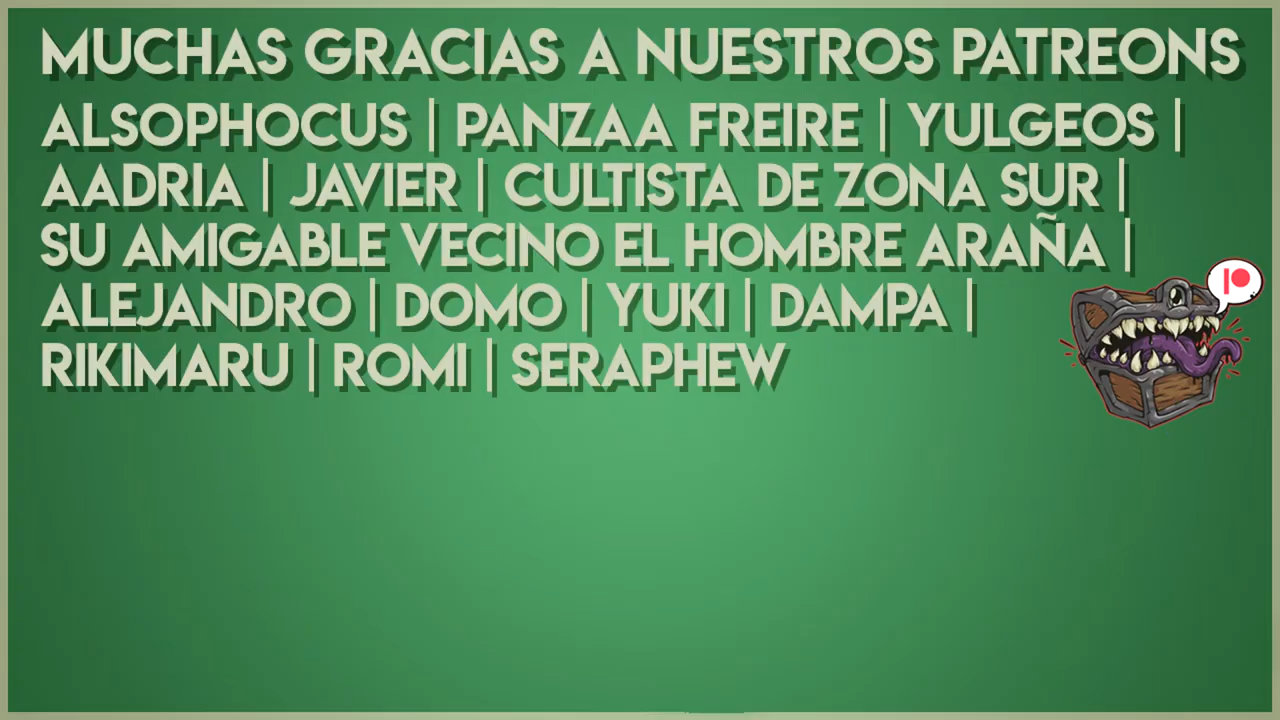 MUCHAS GRACIAS A NUESTROS PATREONS
ALSOPHOCUS | PANZAA FREIRE | YULGEOS |
AADRIA | JAVIER | CULTISTA DE ZONA SUR |
SU AMIGABLE VECINO EL HOMBRE ARAÑA |
ALEJANDRO | DOMO | YUKI | DAMPA |
RIKIMARU | ROMI | SERAPHEW